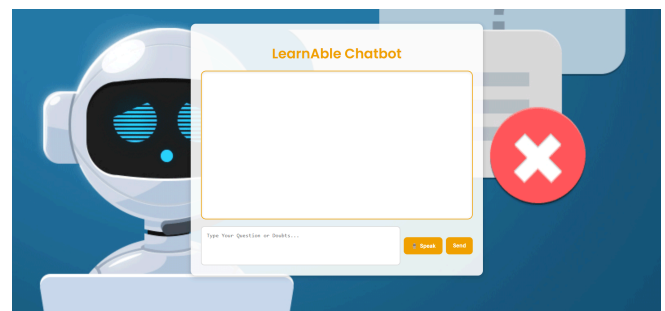 LearnAble Chatbot
Type Your Question or Doubts...
Speak
Send